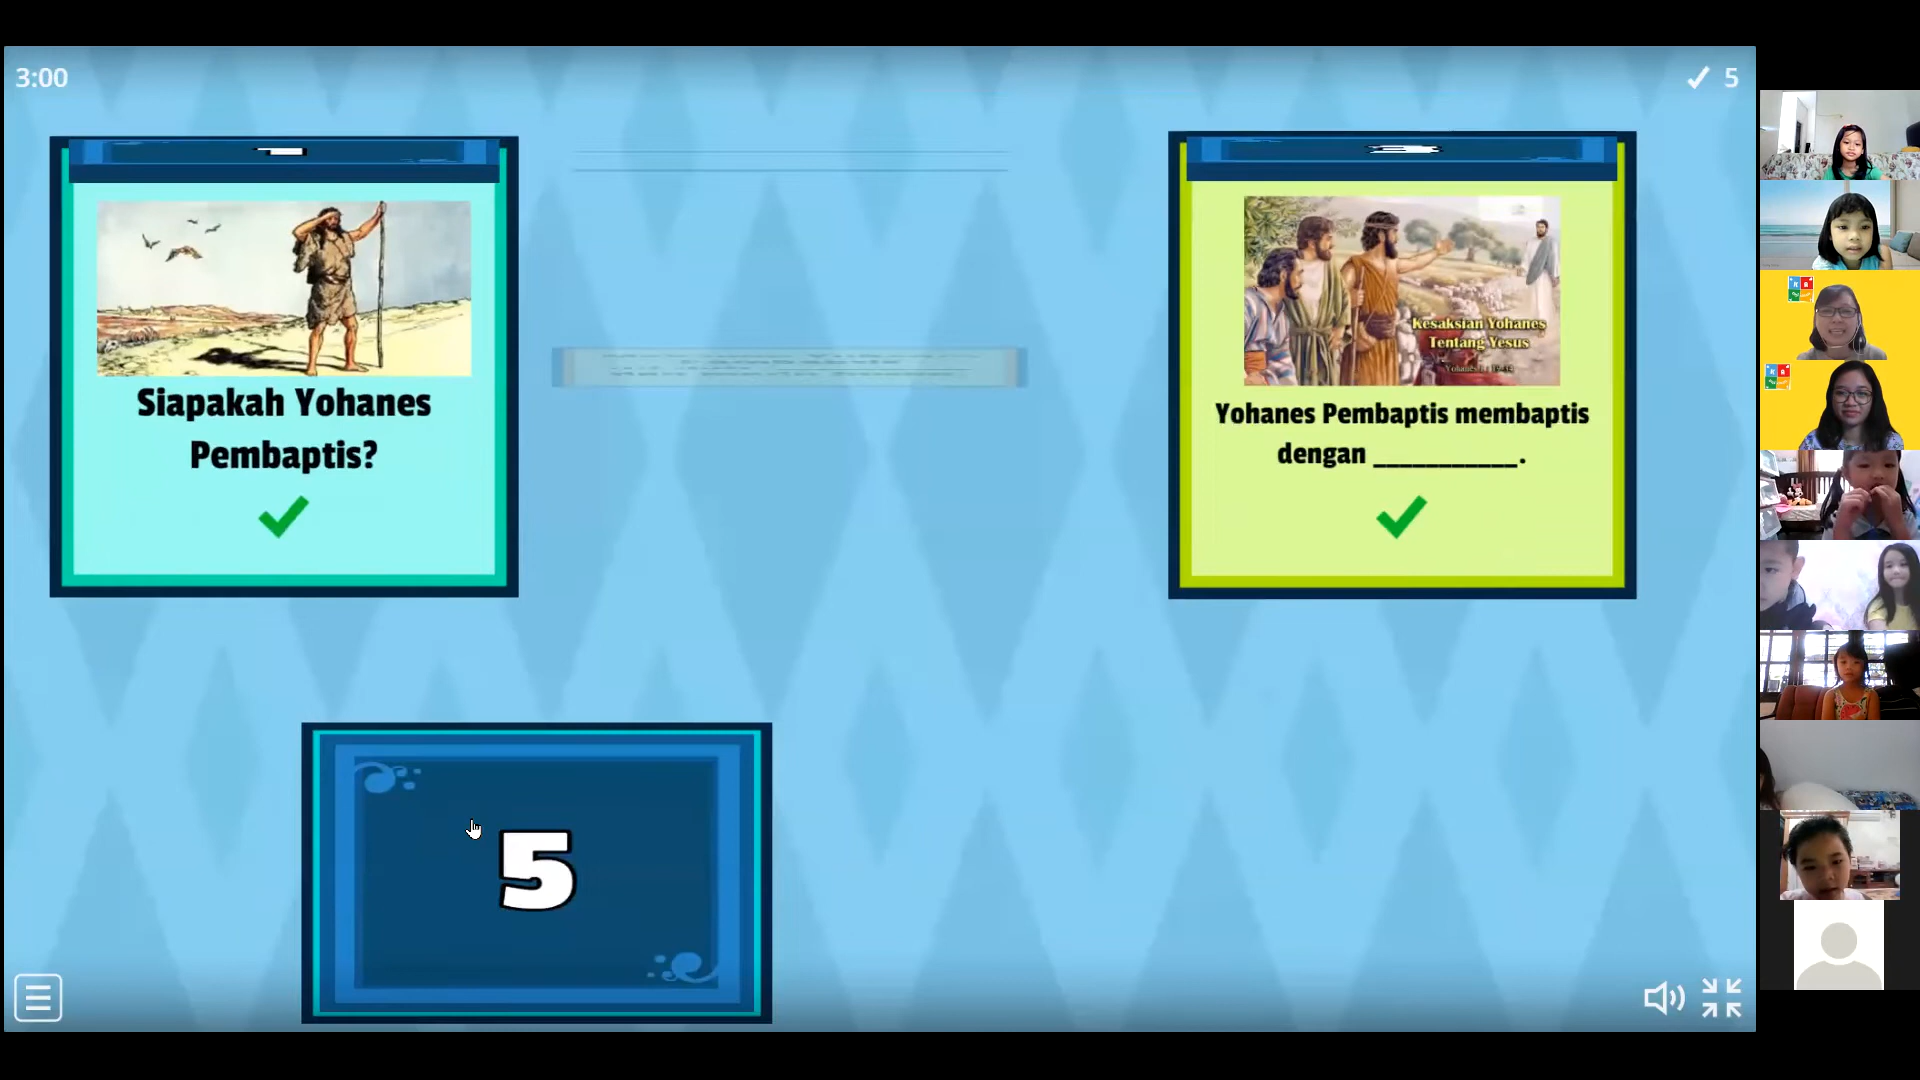 3:00
5
Siapakah Yohanes
Pembaptis?
Kesaksian Yohanes
Tentang Yesus
Yohanes Pembaptis membaptis
dengan ___________.
5